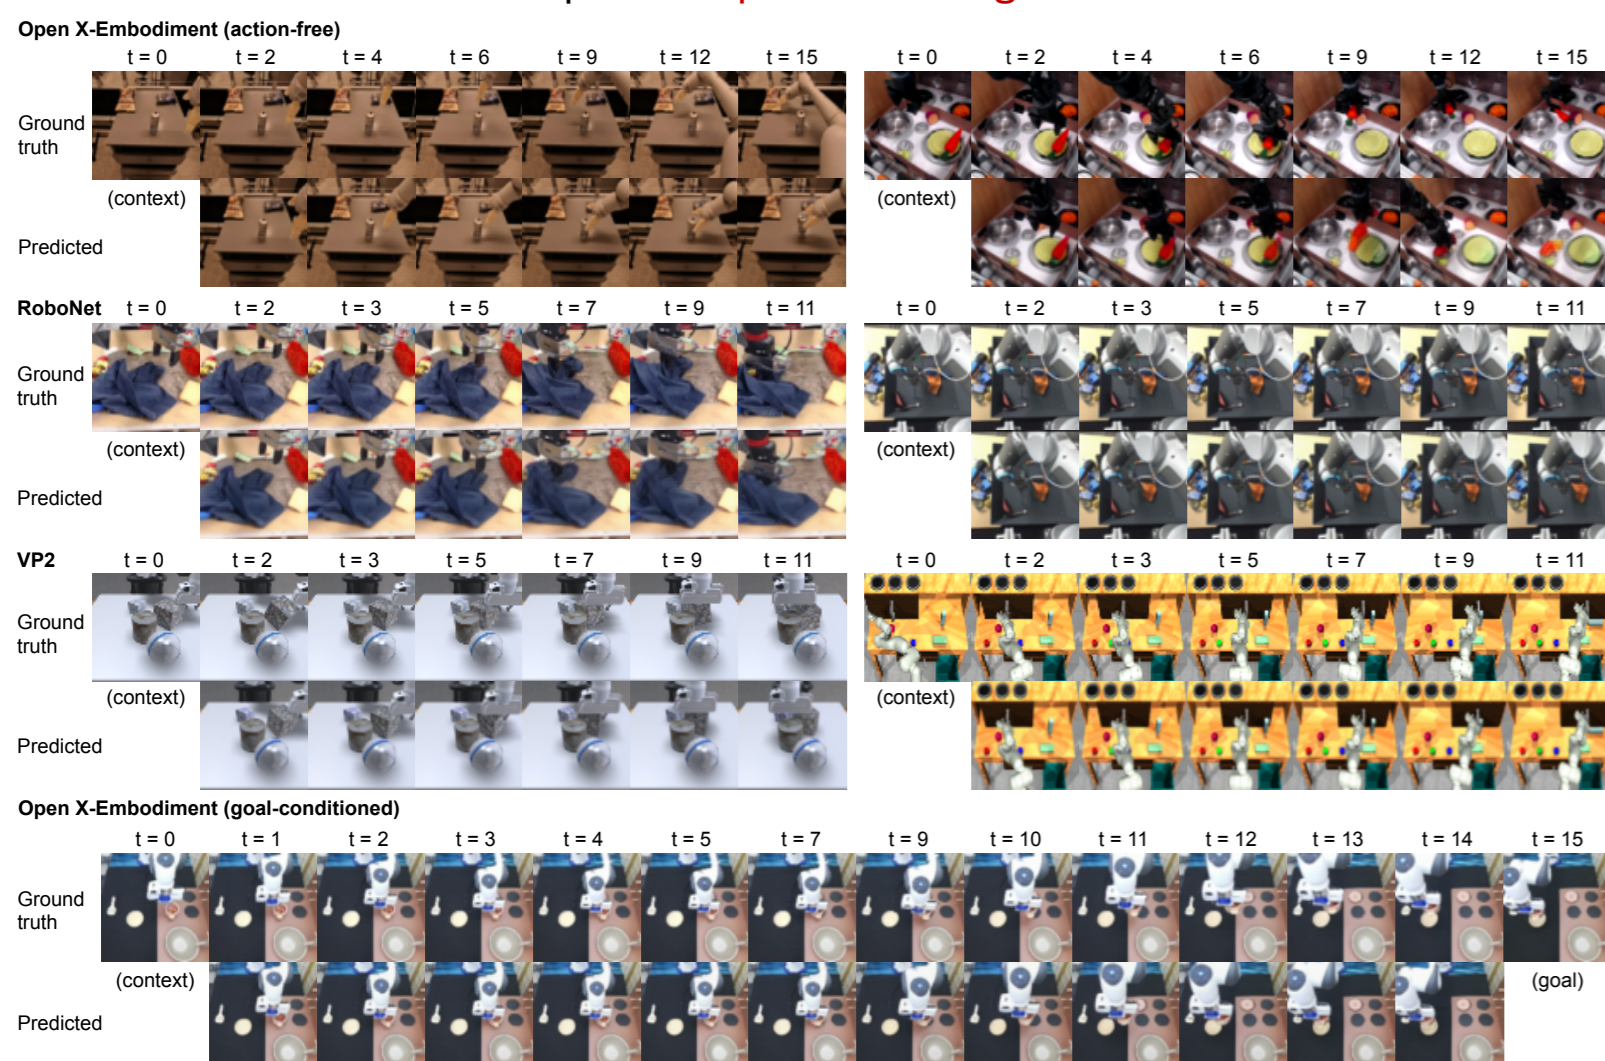 Open X-Embodiment (action-free)
t = 0 t = 2 t = 4 t = 6 t = 9 t = 12 t = 15 t = 0 t = 2 t = 4 t = 6 t = 9 t = 12 t = 15
Ground
truth
(context) (context)
Predicted
RoboNet t = 0 t = 2 t = 3 t = 5 t = 7 t = 9 t = 11 t = 0 t = 2 t = 3 t = 5 t = 7 t = 9 t = 11
Ground
truth
(context) (context)
Predicted
VP2 t = 0 t = 2 t = 3 t = 5 t = 7 t = 9 t = 11 t = 0 t = 2 t = 3 t = 5 t = 7 t = 9 t = 11
Ground
truth
(context) (context)
Predicted
Open X-Embodiment (goal-conditioned)
t = 0 t = 1 t = 2 t = 3 t = 4 t = 5 t = 7 t = 9 t = 10 t = 11 t = 12 t = 13 t = 14 t = 15
Ground
truth
(context) (goal)
Predicted